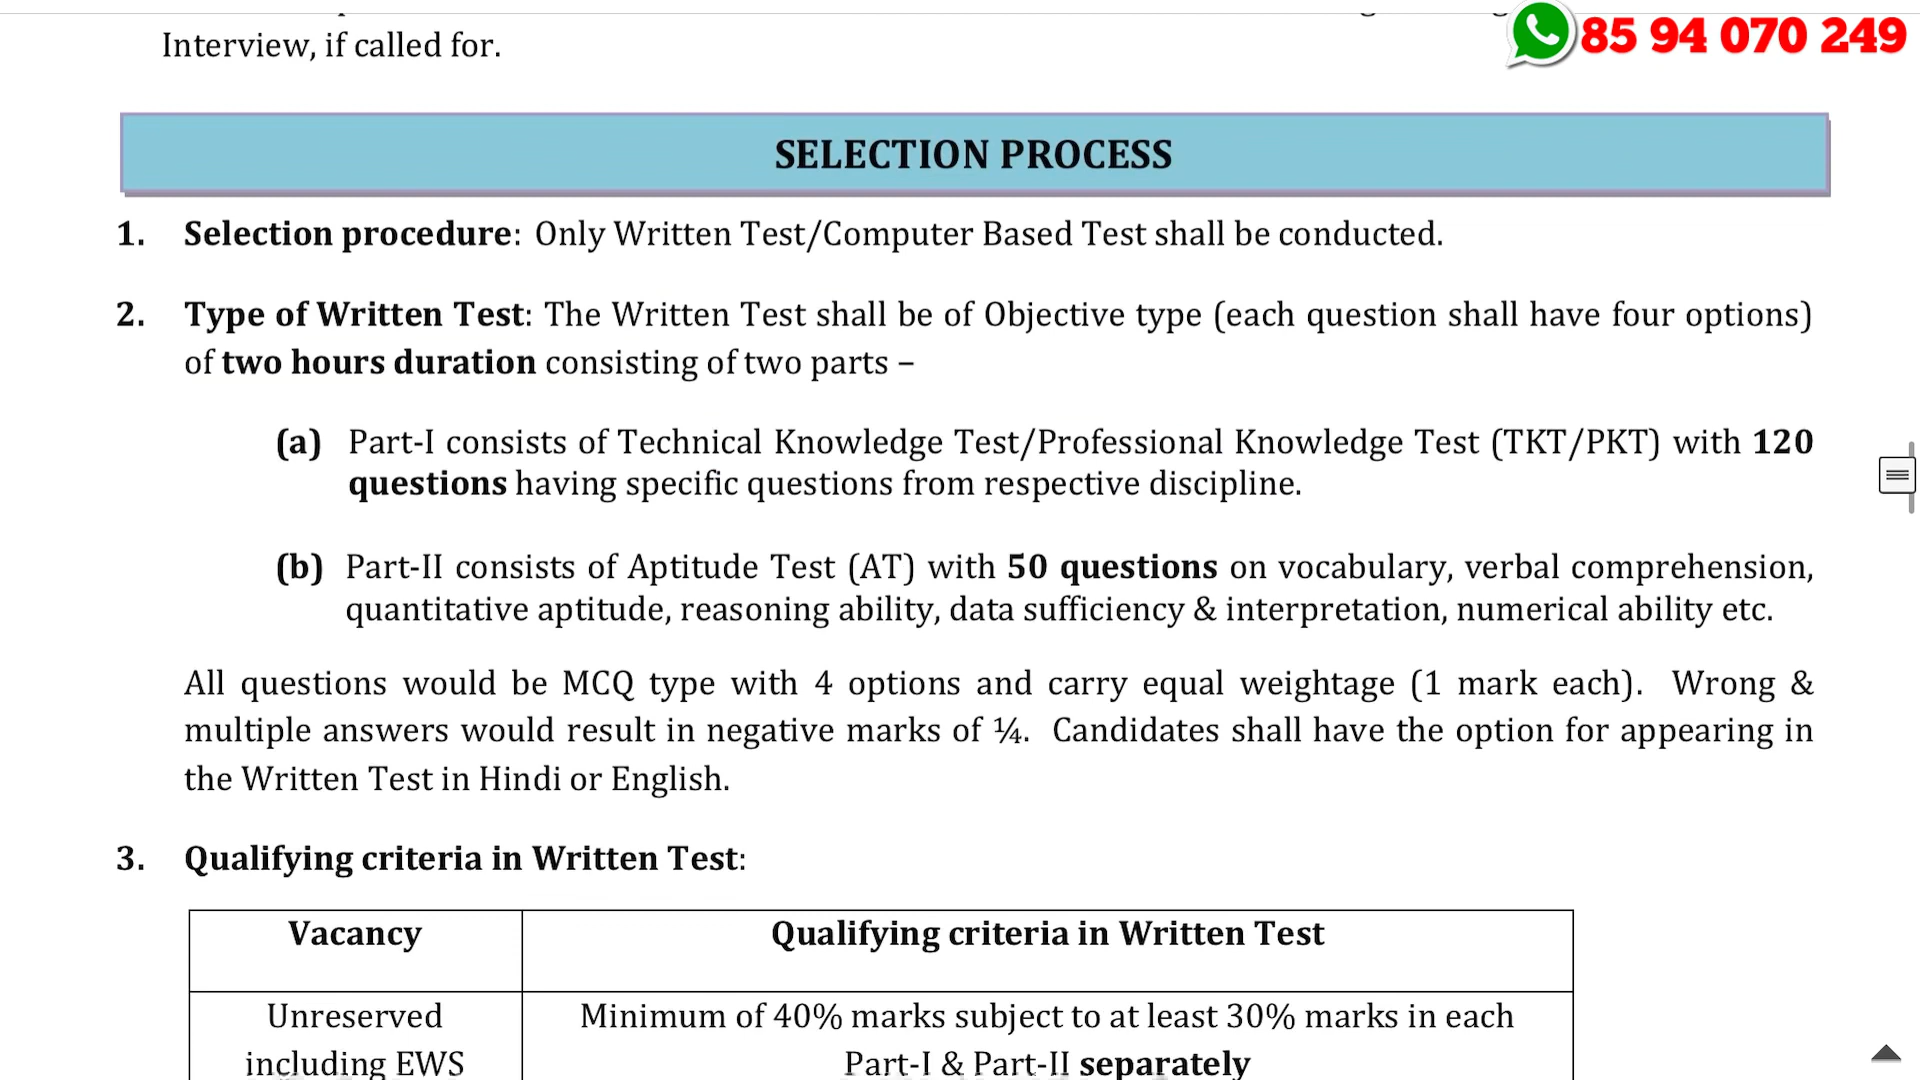 Interview, if called for.
85 94 070 249
SELECTION PROCESS
1. Selection procedure: Only Written Test/Computer Based Test shall be conducted.
2. Type of Written Test: The Written Test shall be of Objective type (each question shall have four options)
of two hours duration consisting of two parts –
(a) Part-I consists of Technical Knowledge Test/Professional Knowledge Test (TKT/PKT) with 120
questions having specific questions from respective discipline.
(b) Part-II consists of Aptitude Test (AT) with 50 questions on vocabulary, verbal comprehension,
quantitative aptitude, reasoning ability, data sufficiency & interpretation, numerical ability etc.
All questions would be MCQ type with 4 options and carry equal weightage (1 mark each). Wrong &
multiple answers would result in negative marks of ¼. Candidates shall have the option for appearing in
the Written Test in Hindi or English.
3. Qualifying criteria in Written Test:
Vacancy Qualifying criteria in Written Test
Unreserved Minimum of 40% marks subject to at least 30% marks in each
including EWS Part-I & Part-II separately